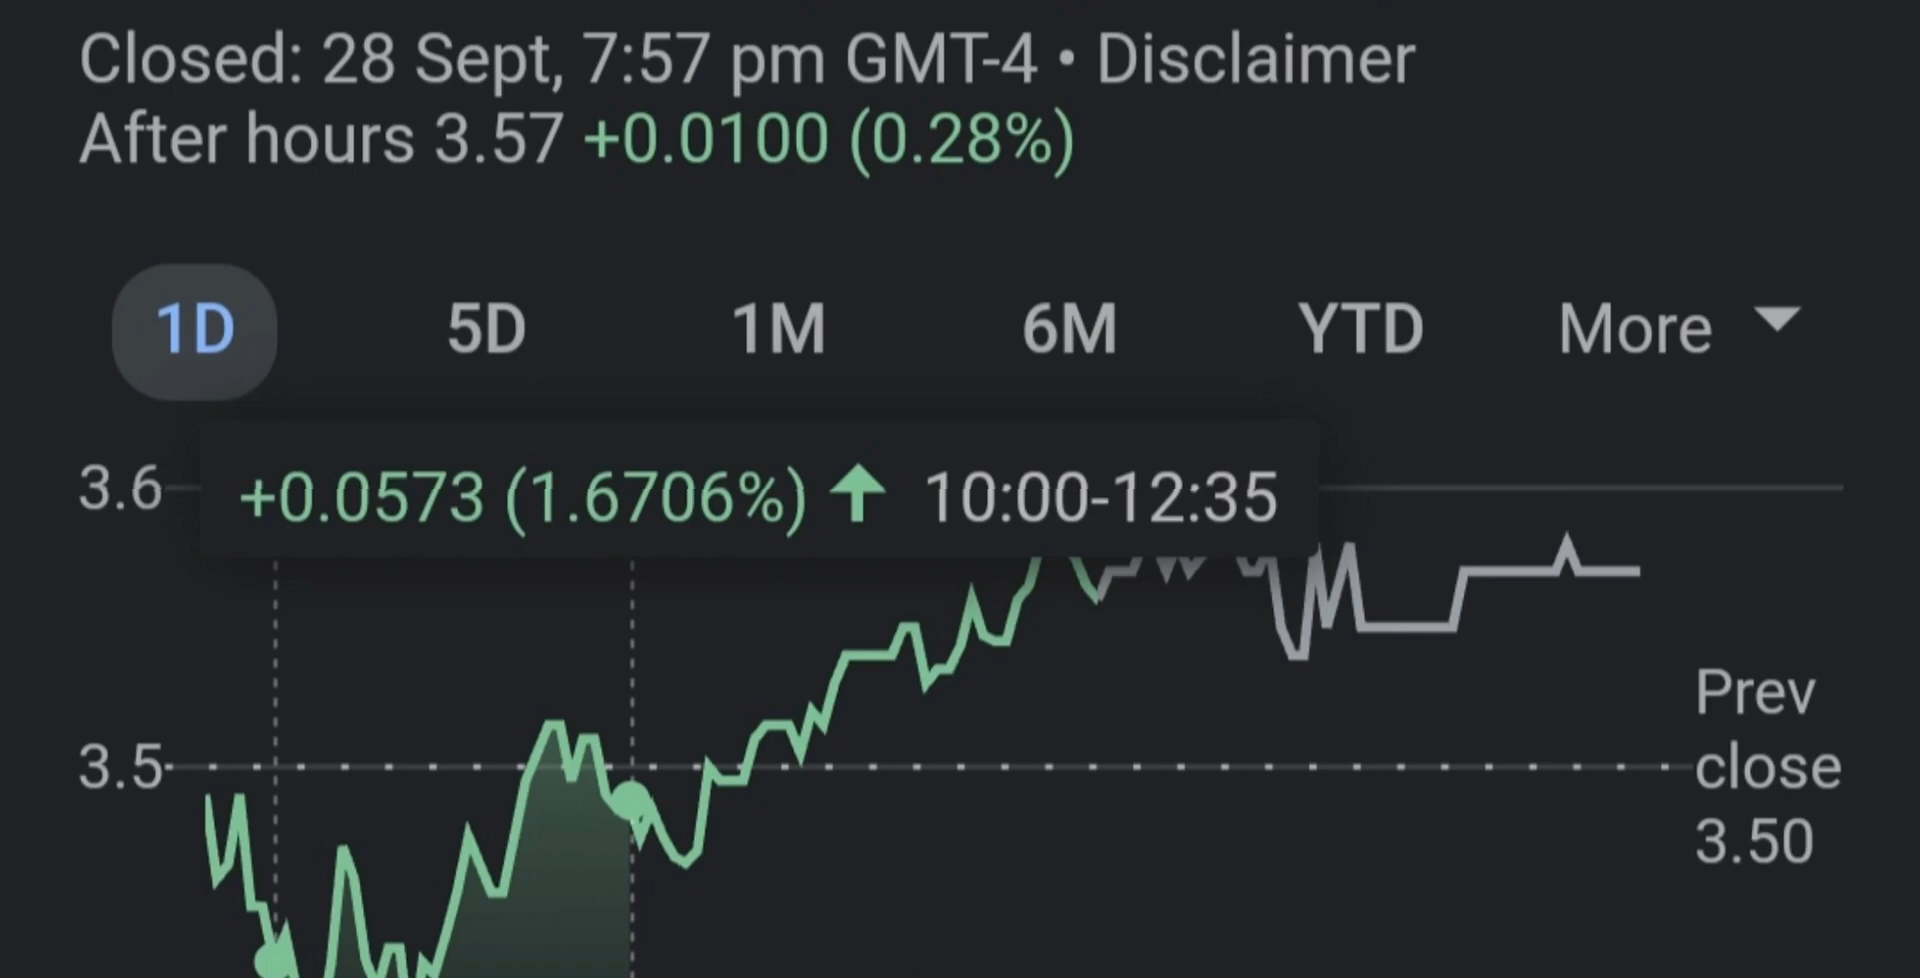 Closed: 28 Sept, 7:57 pm GMT-4 • Disclaimer
After hours 3.57 +0.0100 (0.28%)
1D 5D 1M 6M YTD More
3.6
+0.0573 (1.6706%) ↑ 10:00-12:35
3.5
Prev
close
3.50